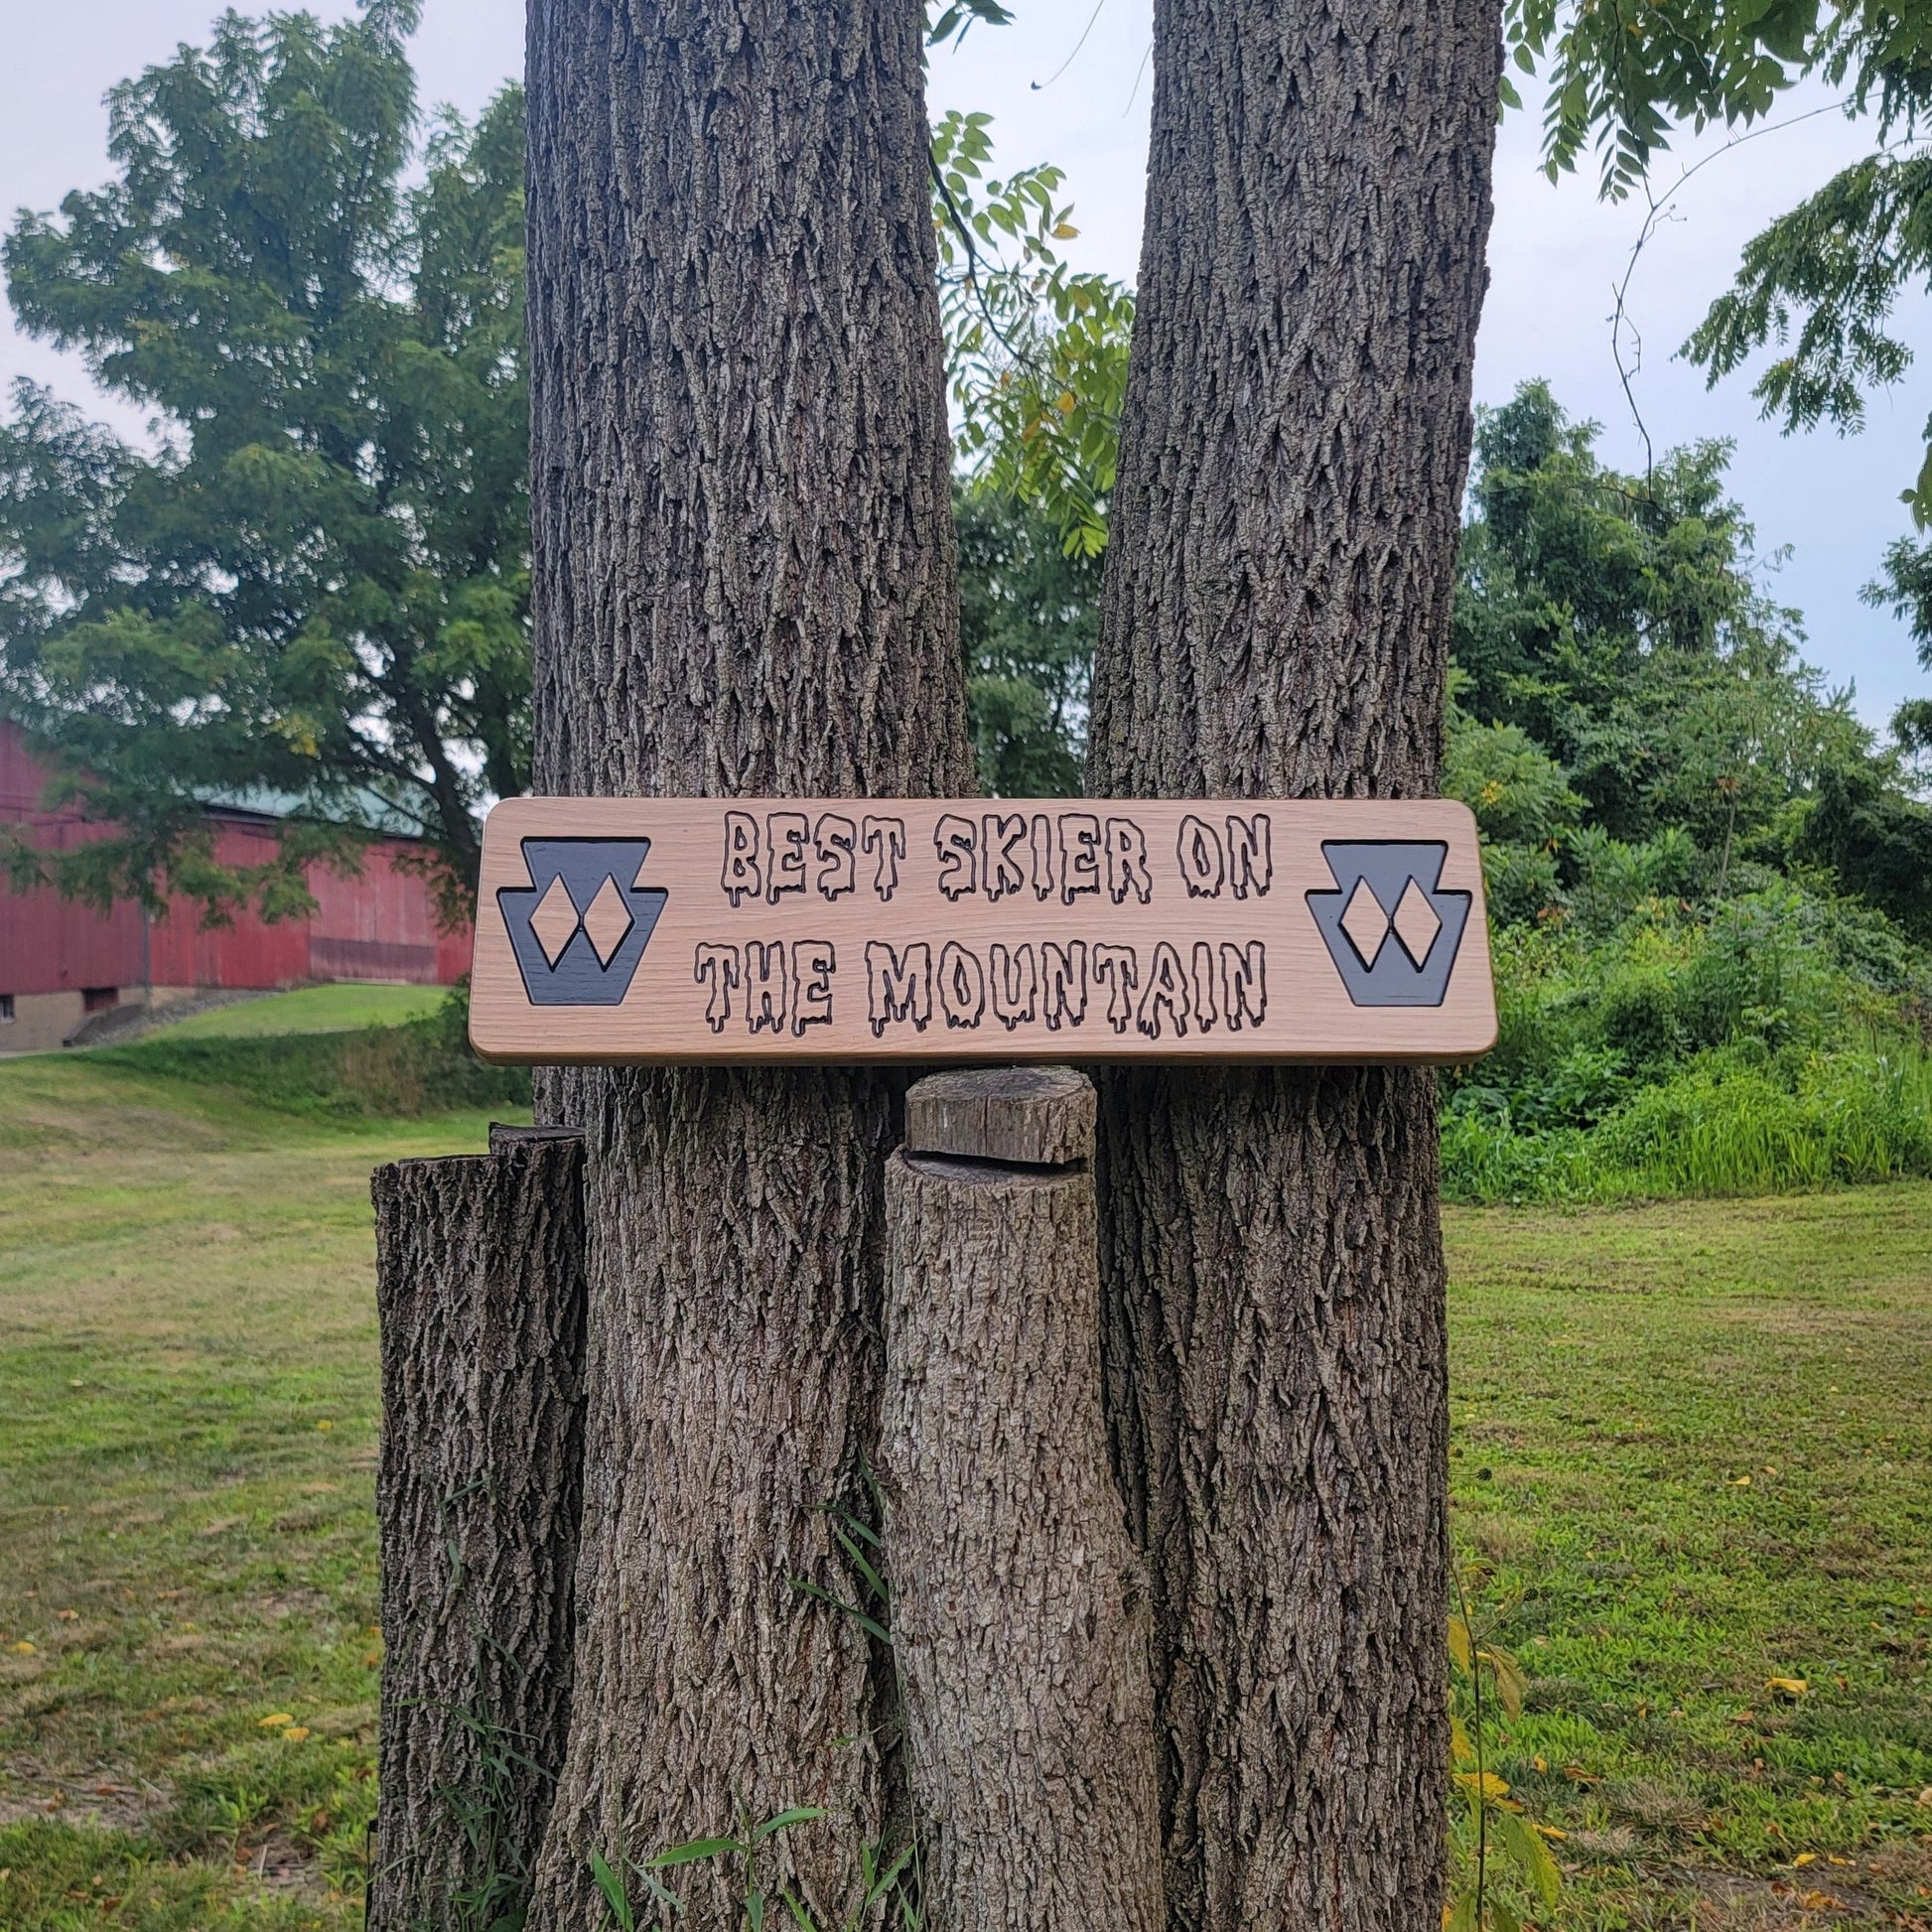 BEST SKIER ON
THE MOUNTAIN